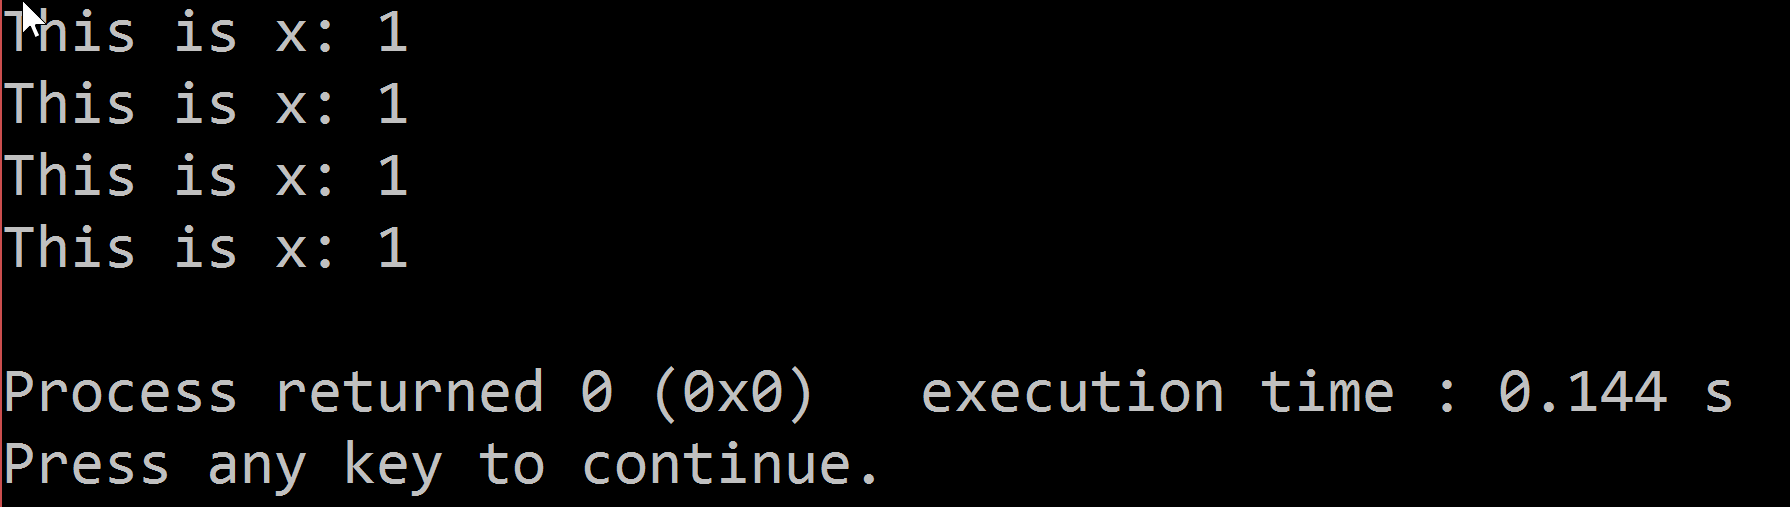 This is x: 1
This is x: 1
This is x: 1
This is x: 1
Process returned 0 (0x0)   execution time : 0.144 s
Press any key to continue.